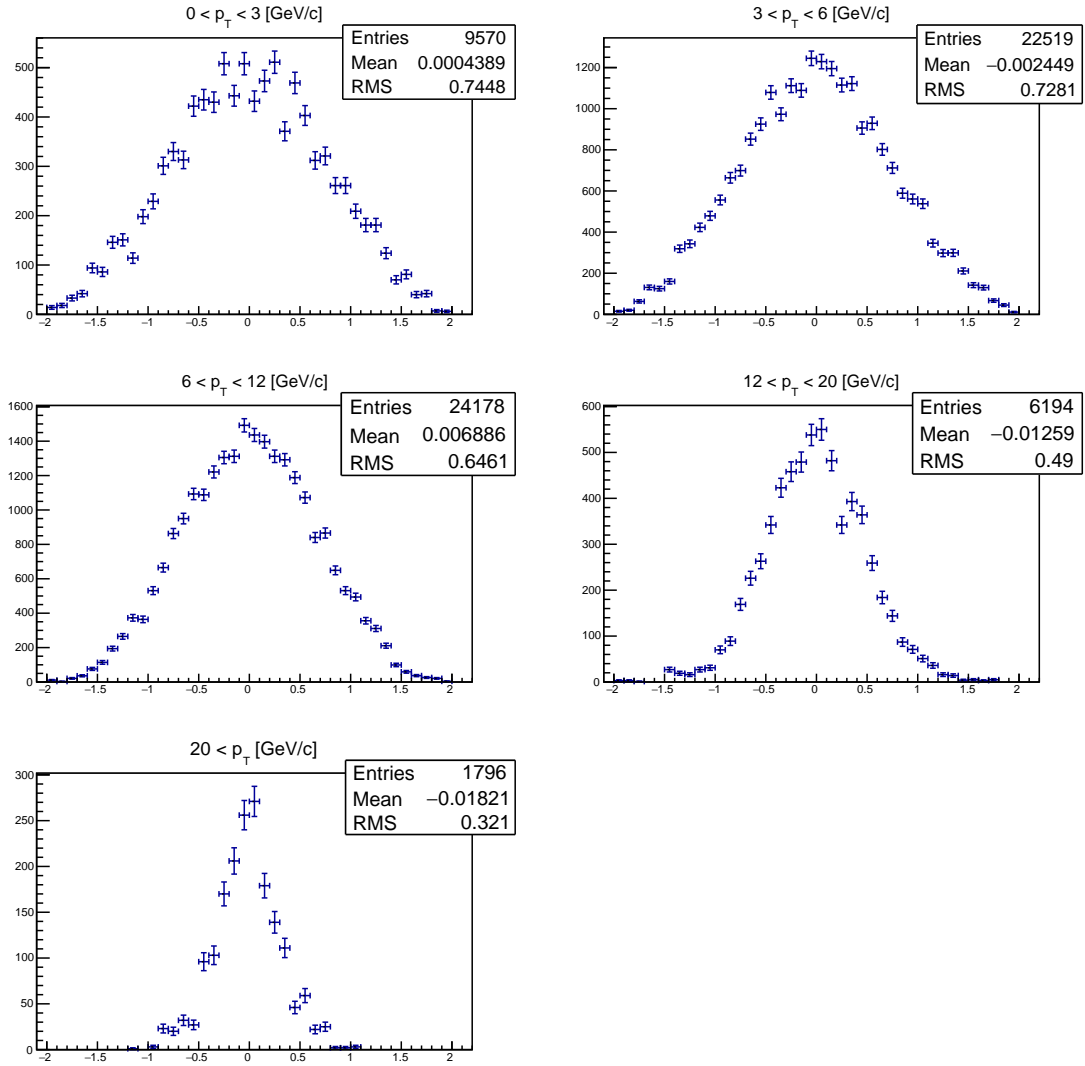 0 < p_T < 3 [GeV/c]
Entries 9570
Mean 0.0004389
RMS 0.7448
500
400
300
200
100
0
−2 −1.5 −1 −0.5 0 0.5 1 1.5 2
3 < p_T < 6 [GeV/c]
Entries 22519
Mean −0.002449
RMS 0.7281
1200
1000
800
600
400
200
0
−2 −1.5 −1 −0.5 0 0.5 1 1.5 2
6 < p_T < 12 [GeV/c]
Entries 24178
Mean 0.006886
RMS 0.6461
1600
1400
1200
1000
800
600
400
200
0
−2 −1.5 −1 −0.5 0 0.5 1 1.5 2
12 < p_T < 20 [GeV/c]
Entries 6194
Mean −0.01259
RMS 0.49
600
500
400
300
200
100
0
−2 −1.5 −1 −0.5 0 0.5 1 1.5 2
20 < p_T [GeV/c]
Entries 1796
Mean −0.01821
RMS 0.321
300
250
200
150
100
50
0
−2 −1.5 −1 −0.5 0 0.5 1 1.5 2